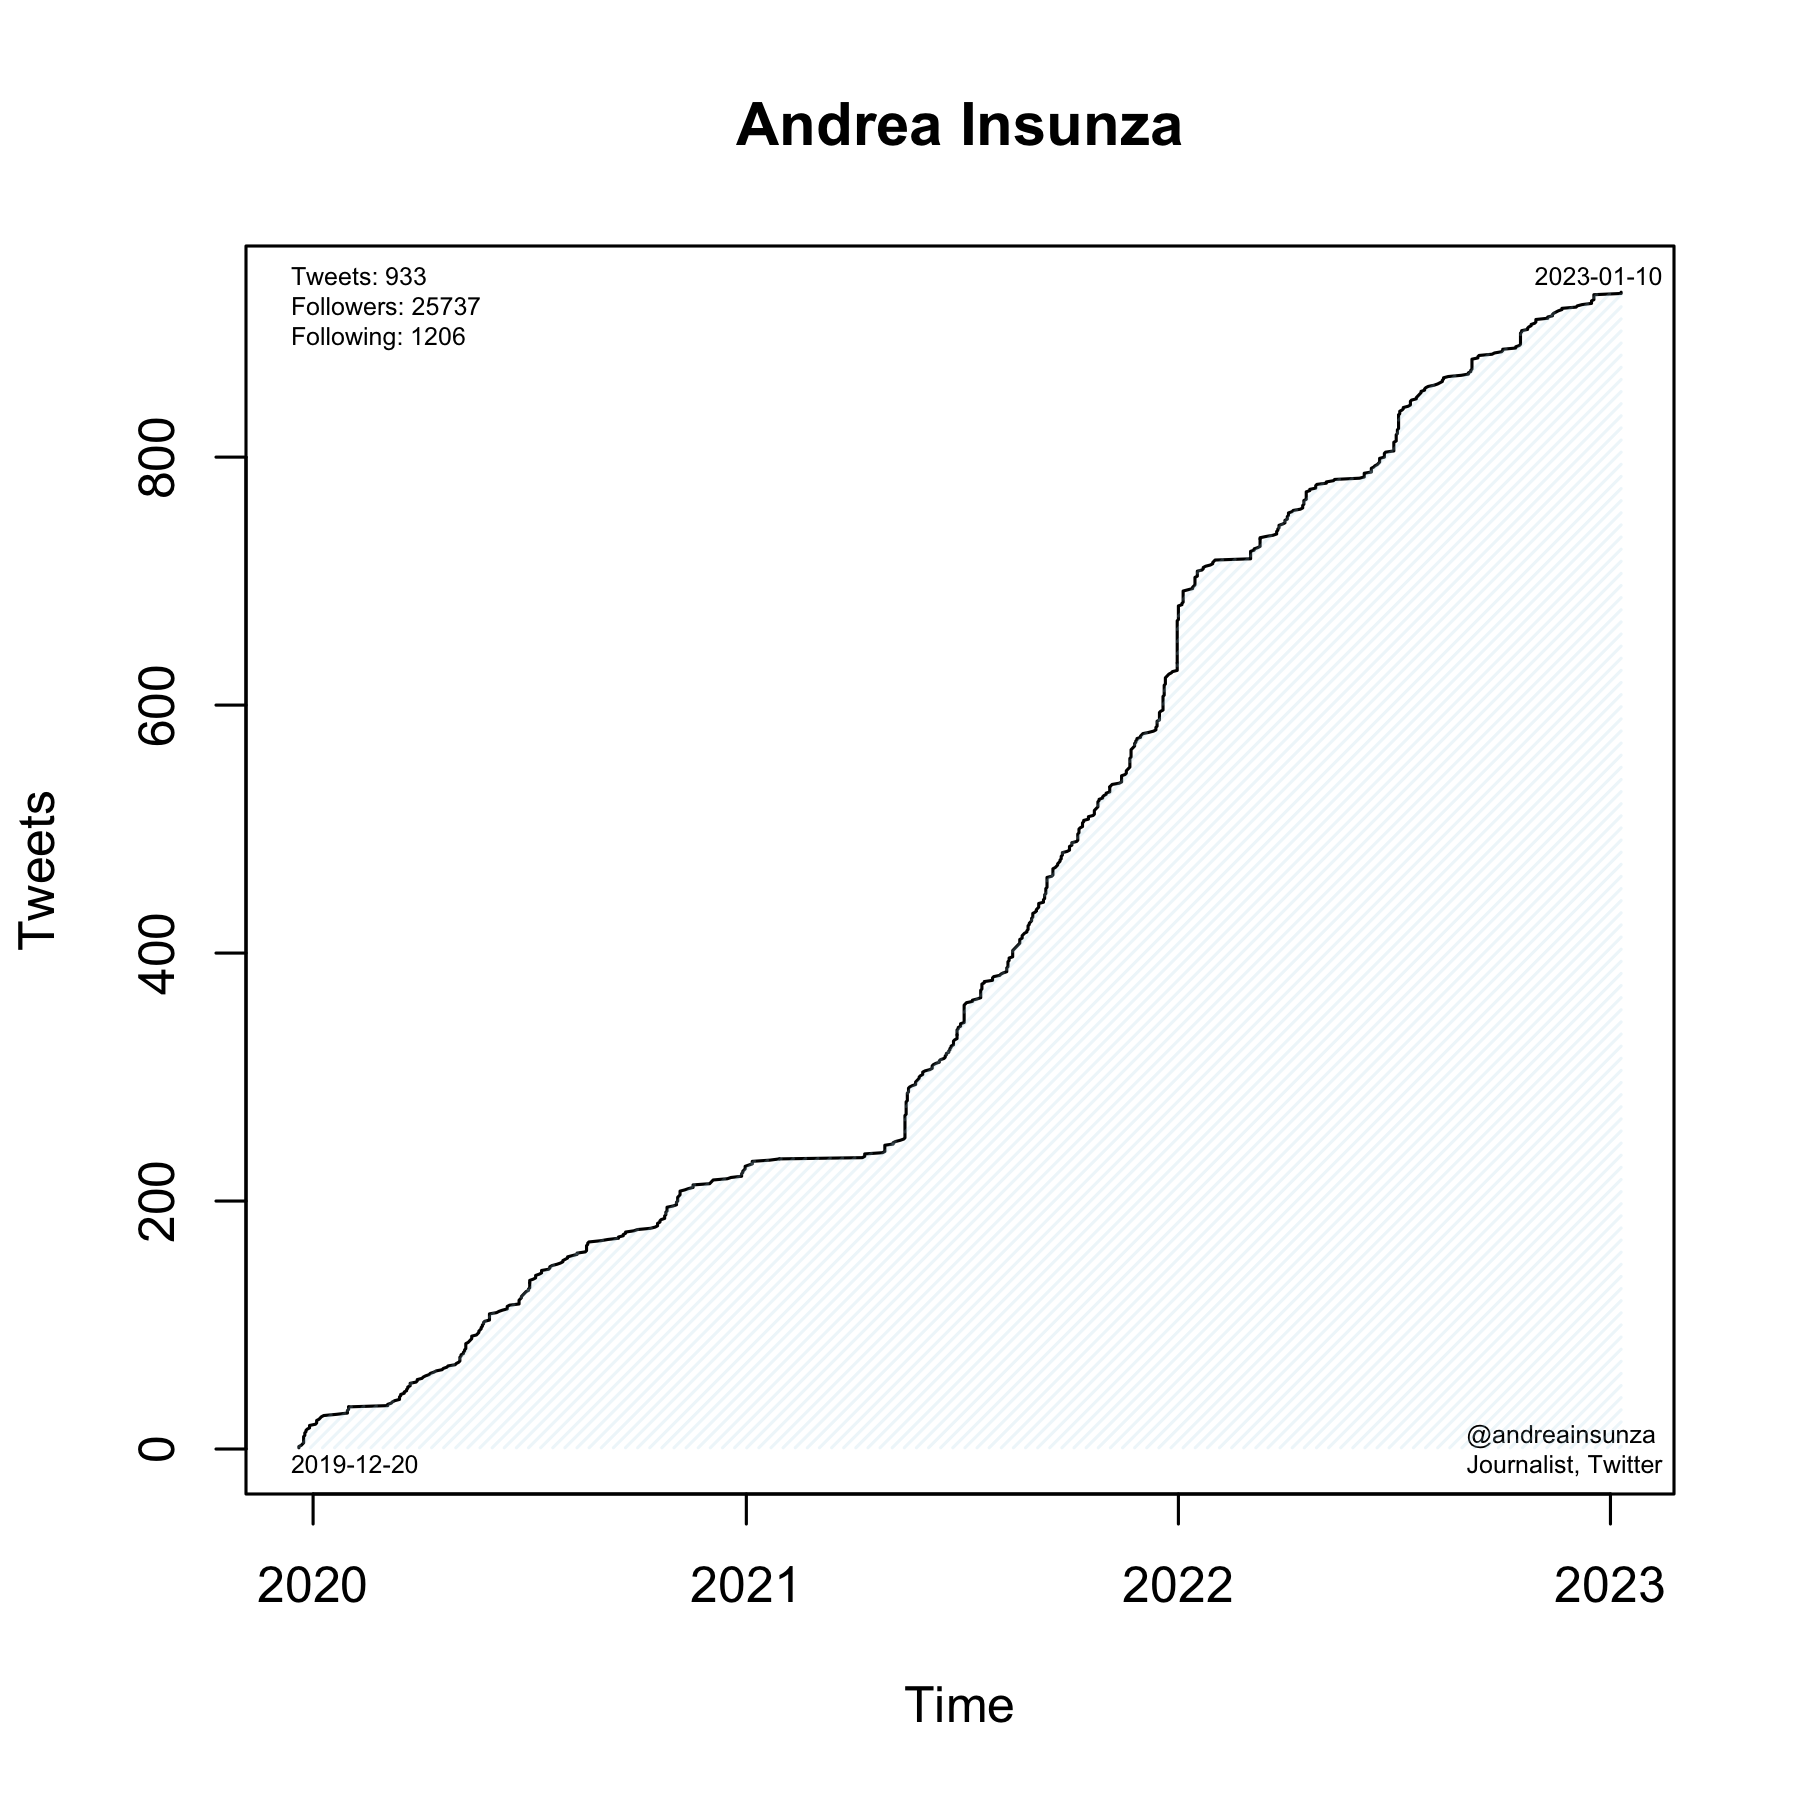 Andrea Insunza
Tweets: 933
Followers: 25737
Following: 1206
2023-01-10
800
600
400
200
0
Tweets
@andreainsunza
Journalist, Twitter
2019-12-20
2020
2021
2022
2023
Time